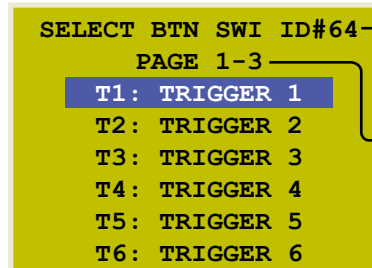 SELECT BTN SWI ID#64
PAGE 1-3
T1: TRIGGER 1
T2: TRIGGER 2
T3: TRIGGER 3
T4: TRIGGER 4
T5: TRIGGER 5
T6: TRIGGER 6